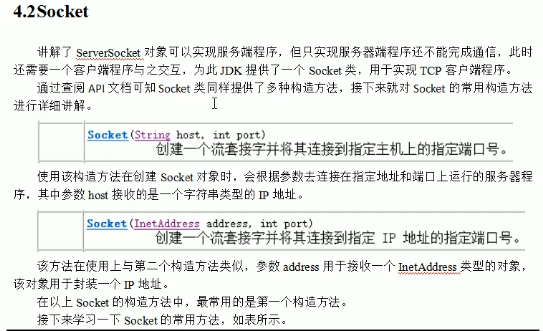 4.2Socket
讲解了 ServerSocket 对象可以实现服务端程序，但只实现服务器端程序还不能完成通信，此时
还需要一个客户端程序与之交互，为此 JDK 提供了一个 Socket 类，用于实现 TCP 客户端程序。
通过查阅 API 文档可知 Socket 类同样提供了多种构造方法，接下来就对 Socket 的常用构造方法
进行详细讲解。
Socket(String host, int port)
创建一个流套接字并将其连接到指定主机上的指定端口号。
使用该构造方法在创建 Socket 对象时，会根据参数去连接在指定地址和端口上运行的服务器程
序，其中参数 host 接收的是一个字符串类型的 IP 地址。
Socket(InetAddress address, int port)
创建一个流套接字并将其连接到指定 IP 地址的指定端口号。
该方法在使用上与第二个构造方法类似，参数 address 用于接收一个 InetAddress 类型的对象，
该对象用于封装一个 IP 地址。
在以上 Socket 的构造方法中，最常用的是第一个构造方法。
接下来学习一下 Socket 的常用方法，如表所示。